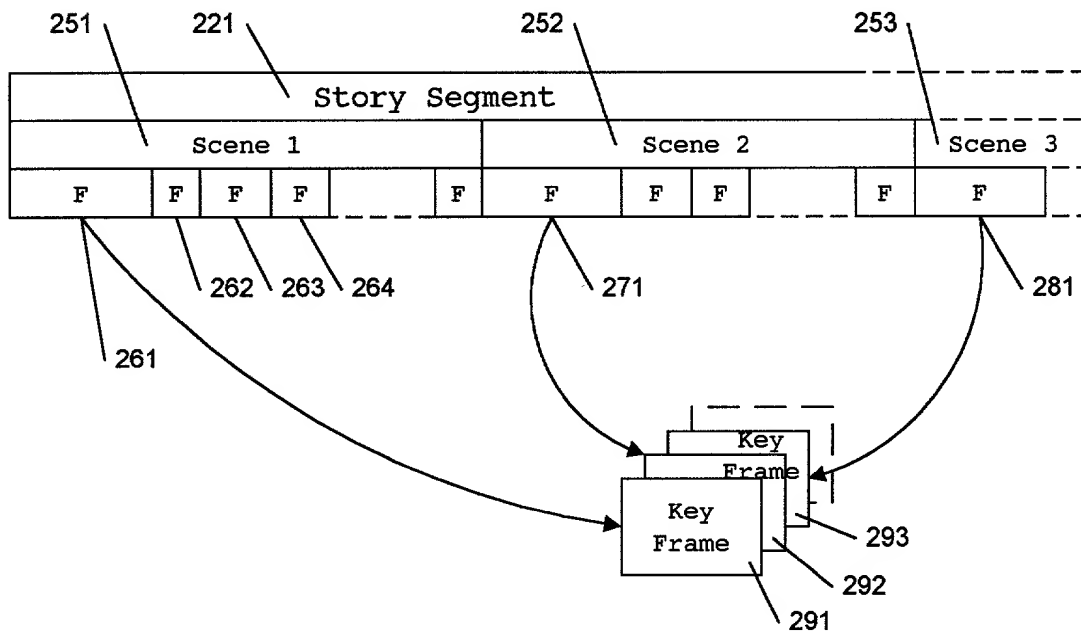 251 221 252 253
Story Segment
Scene 1 Scene 2 Scene 3
F F F F F F F F F F
262 263 264 271 281
261
Key
Frame
Key
Frame
293
292
291